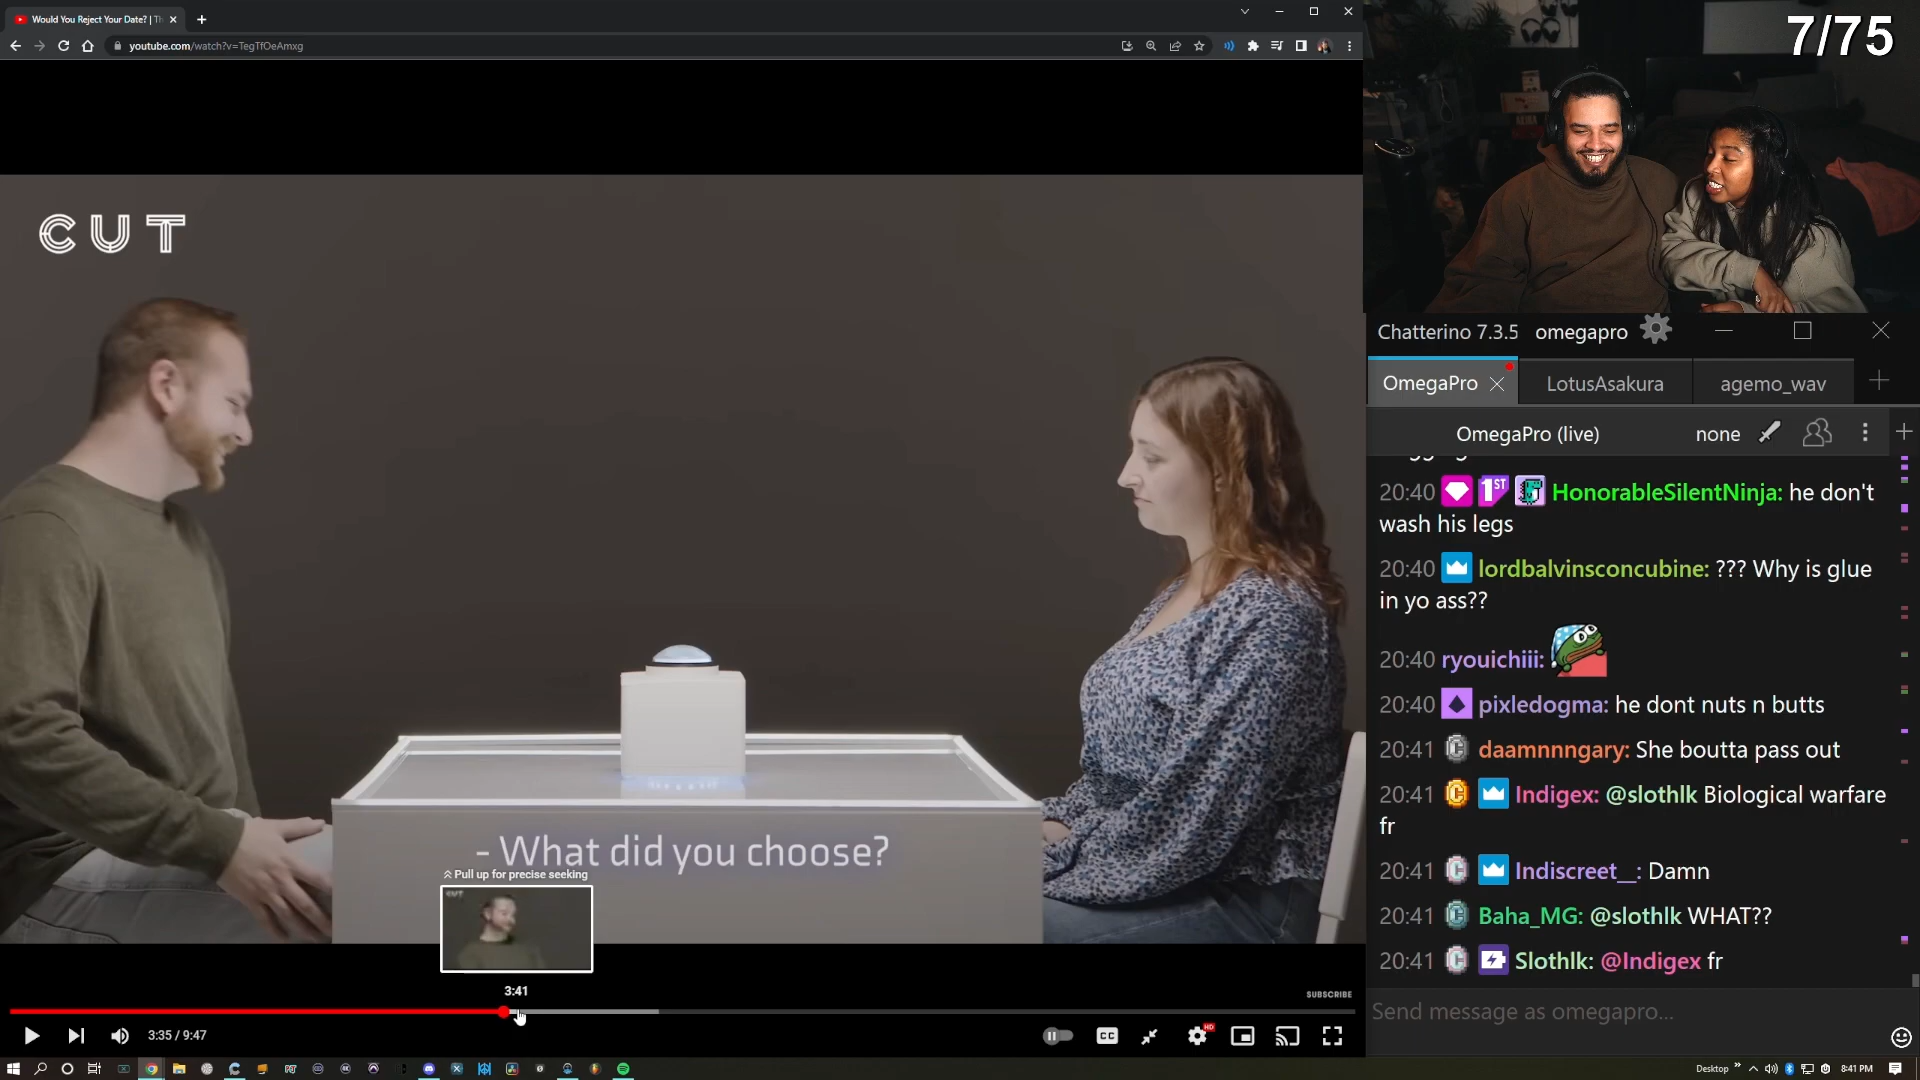 Would You Reject Your Date? | Th
youtube.com/watch?v=TegTfOeAmxg
7/75
CUT
- What did you choose?
Pull up for precise seeking
3:41
SUBSCRIBE
3:35 / 9:47
CC
HD
Chatterino 7.3.5 omegapro
OmegaPro
LotusAsakura
agemo_wav
OmegaPro (live)
none
20:40 1ST HonorableSilentNinja: he don't
wash his legs
20:40 lordbalvinsconcubine: ??? Why is glue
in yo ass??
20:40 ryouichiii:
20:40 pixledogma: he dont nuts n butts
20:41 daamnnngary: She boutta pass out
20:41 Indigex: @slothlk Biological warfare
fr
20:41 Indiscreet__: Damn
20:41 Baha_MG: @slothlk WHAT??
20:41 Slothlk: @Indigex fr
Send message as omegapro...
Desktop
8:41 PM